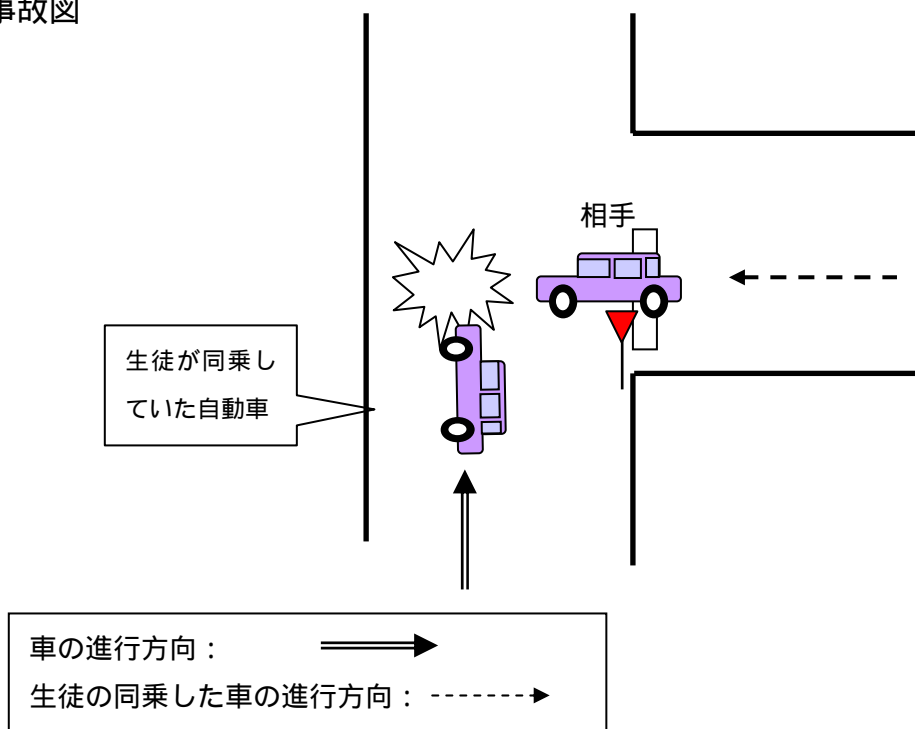 事故図
相手
生徒が同乗し
ていた自動車
車の進行方向：
生徒の同乗した車の進行方向：